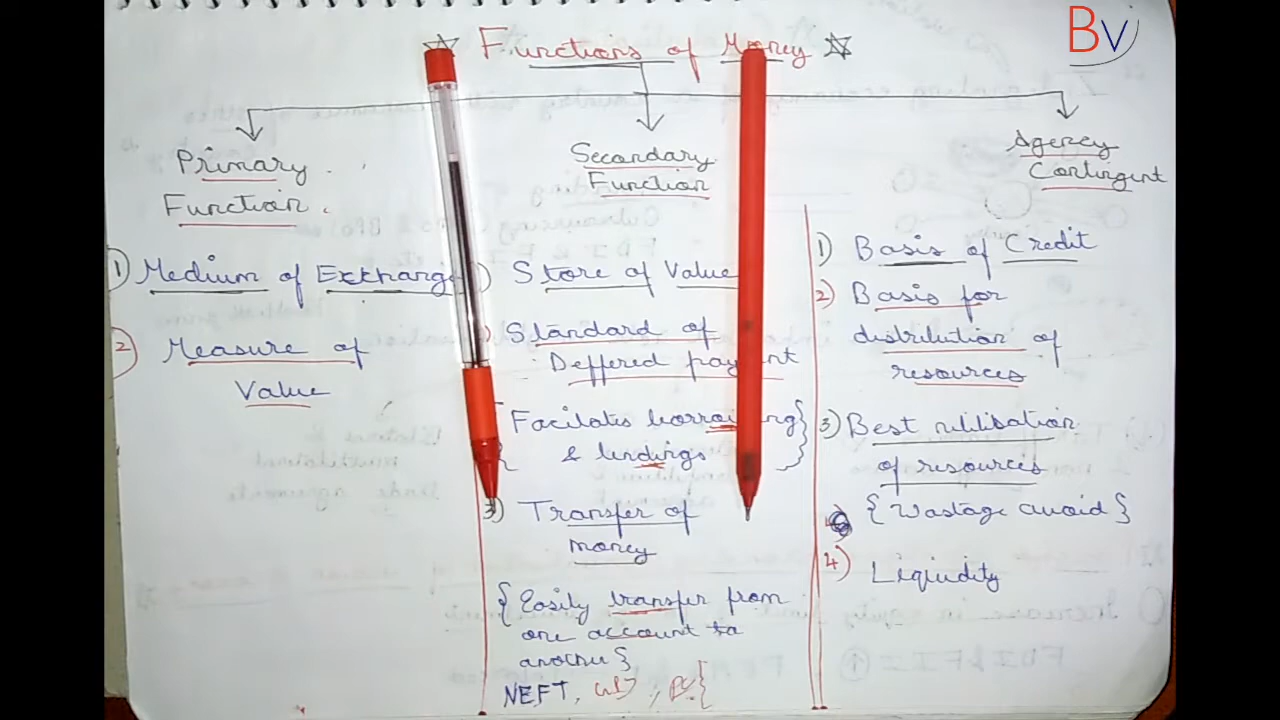 BV
Functions of Money
Primary
Function
1) Medium of Exchange
2) Measure of
Value
Secondary
Function
) Store of Value
) Standard of
Deffered payment
Facilates borrowing
& lendings
3) Transfer of
money
{ Easily transfer from
one account to
another }
NEFT,
Agency
Contingent
1) Basis of Credit
2) Basis for
distribution of
resources
3) Best utilisation
of resources
{ Wastage avoid }
4) Liquidity